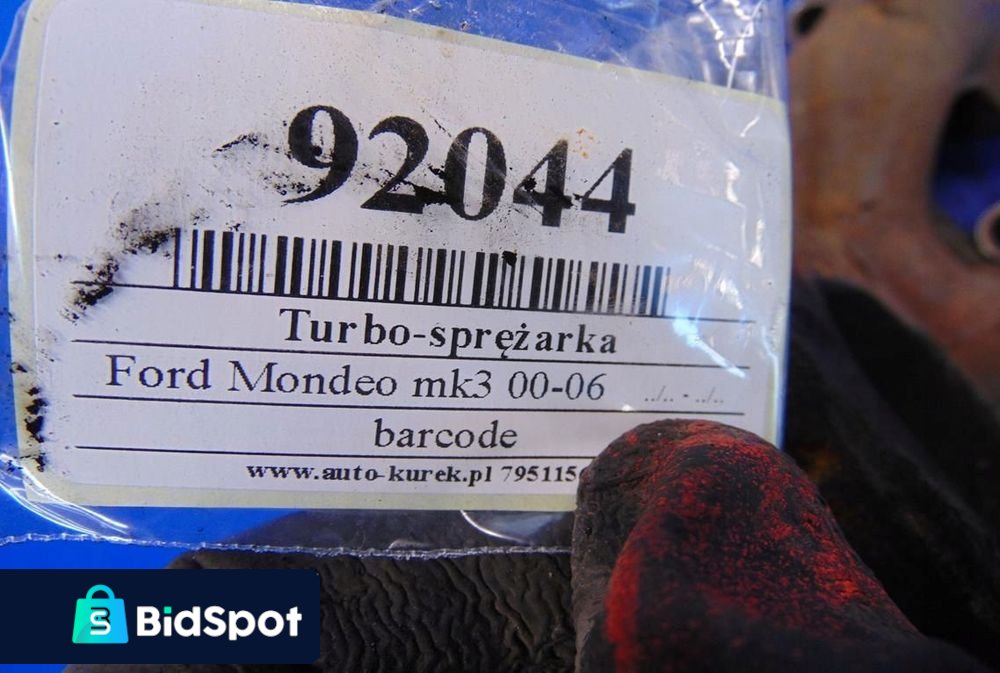 92044
Turbo-sprężarka
Ford Mondeo mk3 00-06 ../.. - ../..
barcode
www.auto-kurek.pl
BidSpot